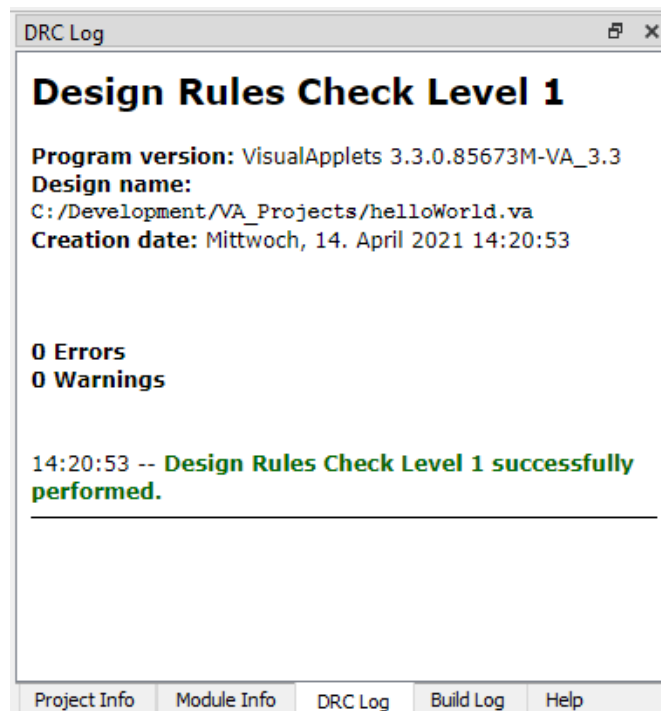 DRC Log
Design Rules Check Level 1
Program version: VisualApplets 3.3.0.85673M-VA_3.3
Design name:
C:/Development/VA_Projects/helloWorld.va
Creation date: Mittwoch, 14. April 2021 14:20:53
0 Errors
0 Warnings
14:20:53 -- Design Rules Check Level 1 successfully
performed.
Project Info Module Info DRC Log Build Log Help